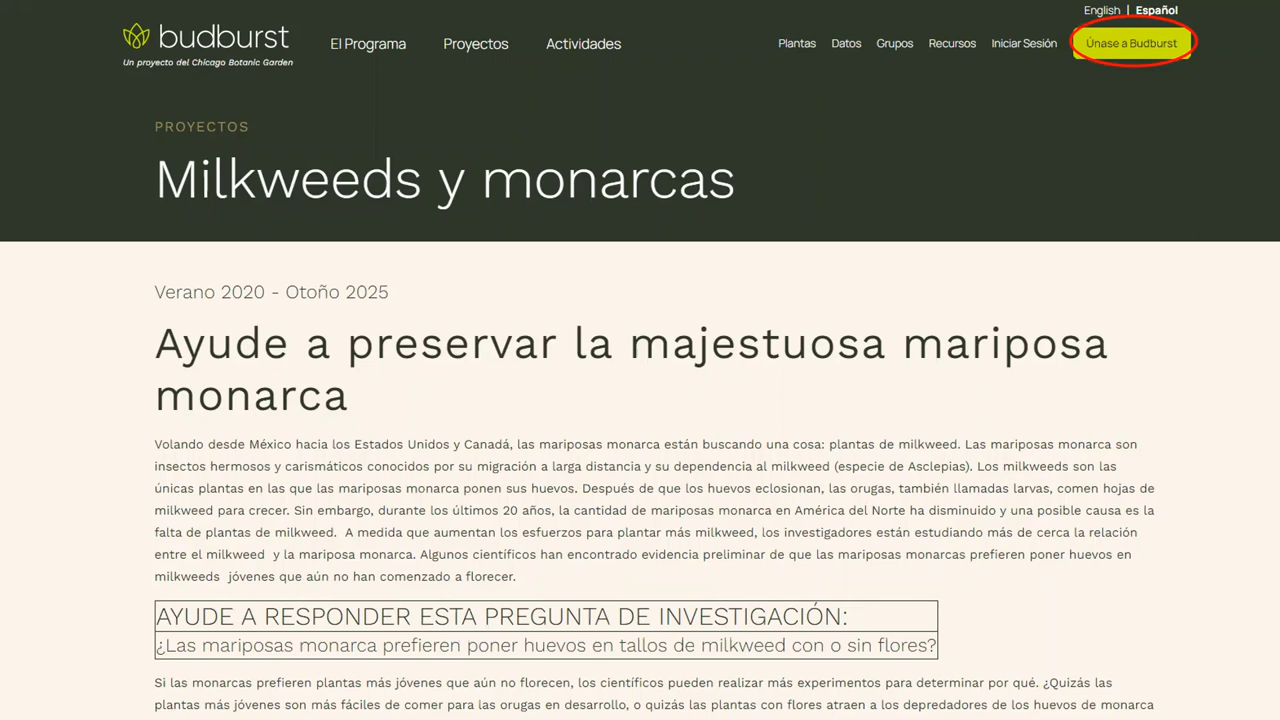 English | Español
budburst
Un proyecto del Chicago Botanic Garden
El Programa Proyectos Actividades
Plantas Datos Grupos Recursos Iniciar Sesión Únase a Budburst
PROYECTOS
Milkweeds y monarcas
Verano 2020 - Otoño 2025
Ayude a preservar la majestuosa mariposa
monarca
Volando desde México hacia los Estados Unidos y Canadá, las mariposas monarca están buscando una cosa: plantas de milkweed. Las mariposas monarca son
insectos hermosos y carismáticos conocidos por su migración a larga distancia y su dependencia al milkweed (especie de Asclepias). Los milkweeds son las
únicas plantas en las que las mariposas monarca ponen sus huevos. Después de que los huevos eclosionan, las orugas, también llamadas larvas, comen hojas de
milkweed para crecer. Sin embargo, durante los últimos 20 años, la cantidad de mariposas monarca en América del Norte ha disminuido y una posible causa es la
falta de plantas de milkweed. A medida que aumentan los esfuerzos para plantar más milkweed, los investigadores están estudiando más de cerca la relación
entre el milkweed y la mariposa monarca. Algunos científicos han encontrado evidencia preliminar de que las mariposas monarcas prefieren poner huevos en
milkweeds jóvenes que aún no han comenzado a florecer.
AYUDE A RESPONDER ESTA PREGUNTA DE INVESTIGACIÓN:
¿Las mariposas monarca prefieren poner huevos en tallos de milkweed con o sin flores?
Si las monarcas prefieren plantas más jóvenes que aún no florecen, los científicos pueden realizar más experimentos para determinar por qué. ¿Quizás las
plantas más jóvenes son más fáciles de comer para las orugas en desarrollo, o quizás las plantas con flores atraen a los depredadores de los huevos de monarca